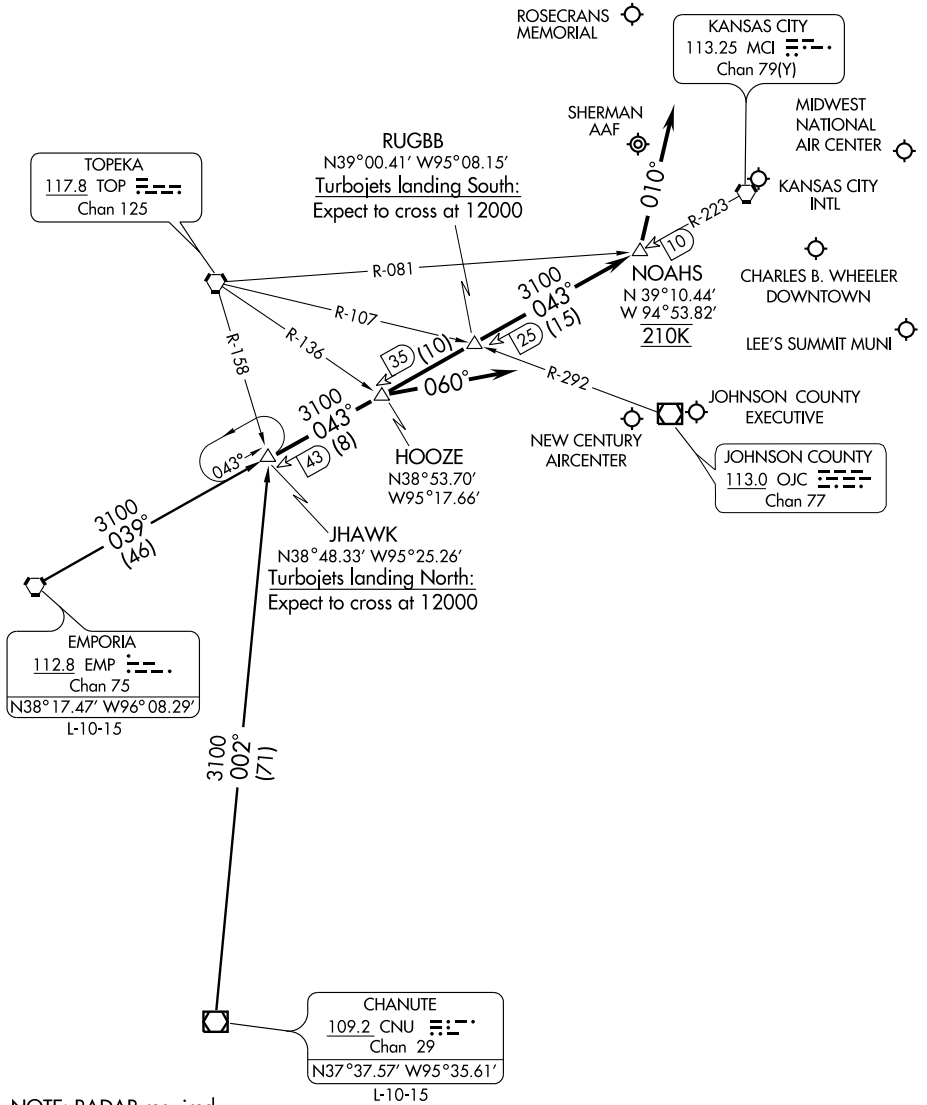 ROSECRANS
MEMORIAL
KANSAS CITY
113.25 MCI
Chan 79(Y)
SHERMAN
AAF
MIDWEST
NATIONAL
AIR CENTER
RUGBB
N39°00.41' W95°08.15'
Turbojets landing South:
Expect to cross at 12000
TOPEKA
117.8 TOP
Chan 125
010°
R-223
10
KANSAS CITY
INTL
R-081
NOAHS
N 39°10.44'
W 94°53.82'
210K
CHARLES B. WHEELER
DOWNTOWN
3100
043°
(15)
25
R-107
R-136
R-158
35
(10)
LEE'S SUMMIT MUNI
060°
R-292
3100
043°
(8)
43
043°
HOOZE
N38°53.70'
W95°17.66'
NEW CENTURY
AIRCENTER
JOHNSON COUNTY
EXECUTIVE
JOHNSON COUNTY
113.0 OJC
Chan 77
JHAWK
N38°48.33' W95°25.26'
Turbojets landing North:
Expect to cross at 12000
3100
039°
(46)
EMPORIA
112.8 EMP
Chan 75
N38°17.47' W96°08.29'
L-10-15
3100
002°
(71)
CHANUTE
109.2 CNU
Chan 29
N37°37.57' W95°35.61'
L-10-15